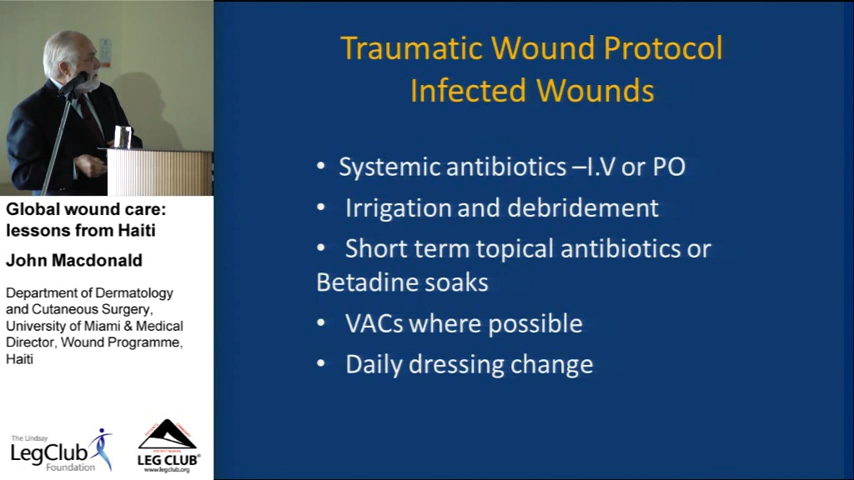 Traumatic Wound Protocol
Infected Wounds
• Systemic antibiotics –I.V or PO
• Irrigation and debridement
• Short term topical antibiotics or
Betadine soaks
• VACs where possible
• Daily dressing change
Global wound care:
lessons from Haiti
John Macdonald
Department of Dermatology
and Cutaneous Surgery,
University of Miami & Medical
Director, Wound Programme,
Haiti
The Lindsay
LegClub
Foundation
LEG CLUB®
www.legclub.org